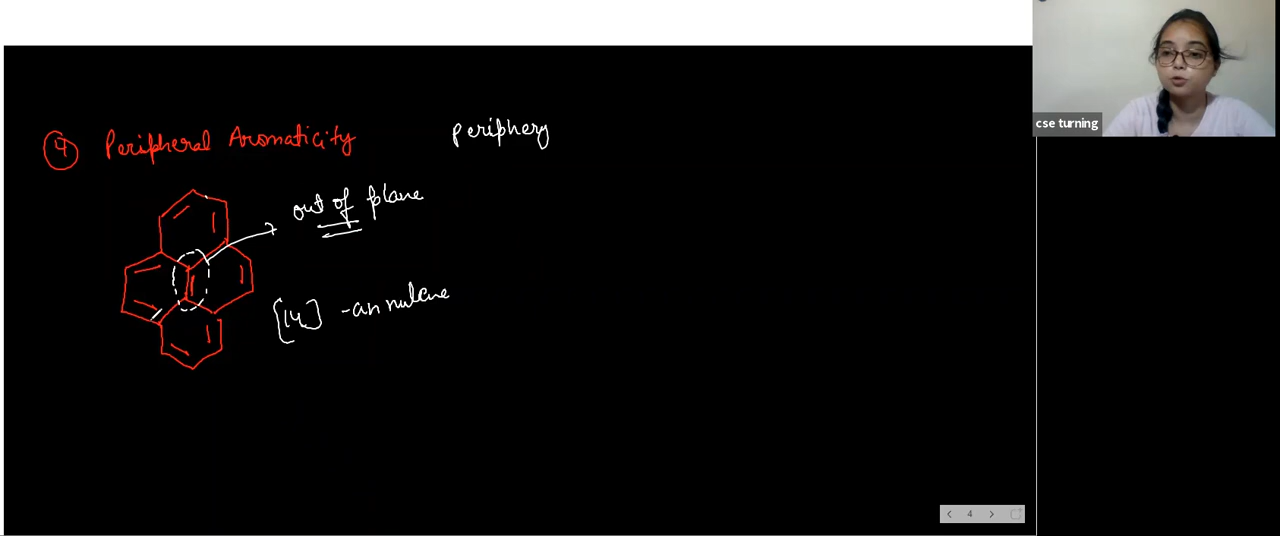 4 Peripheral Aromaticity periphery
out of plane
[14] -annulene
cse turning
4